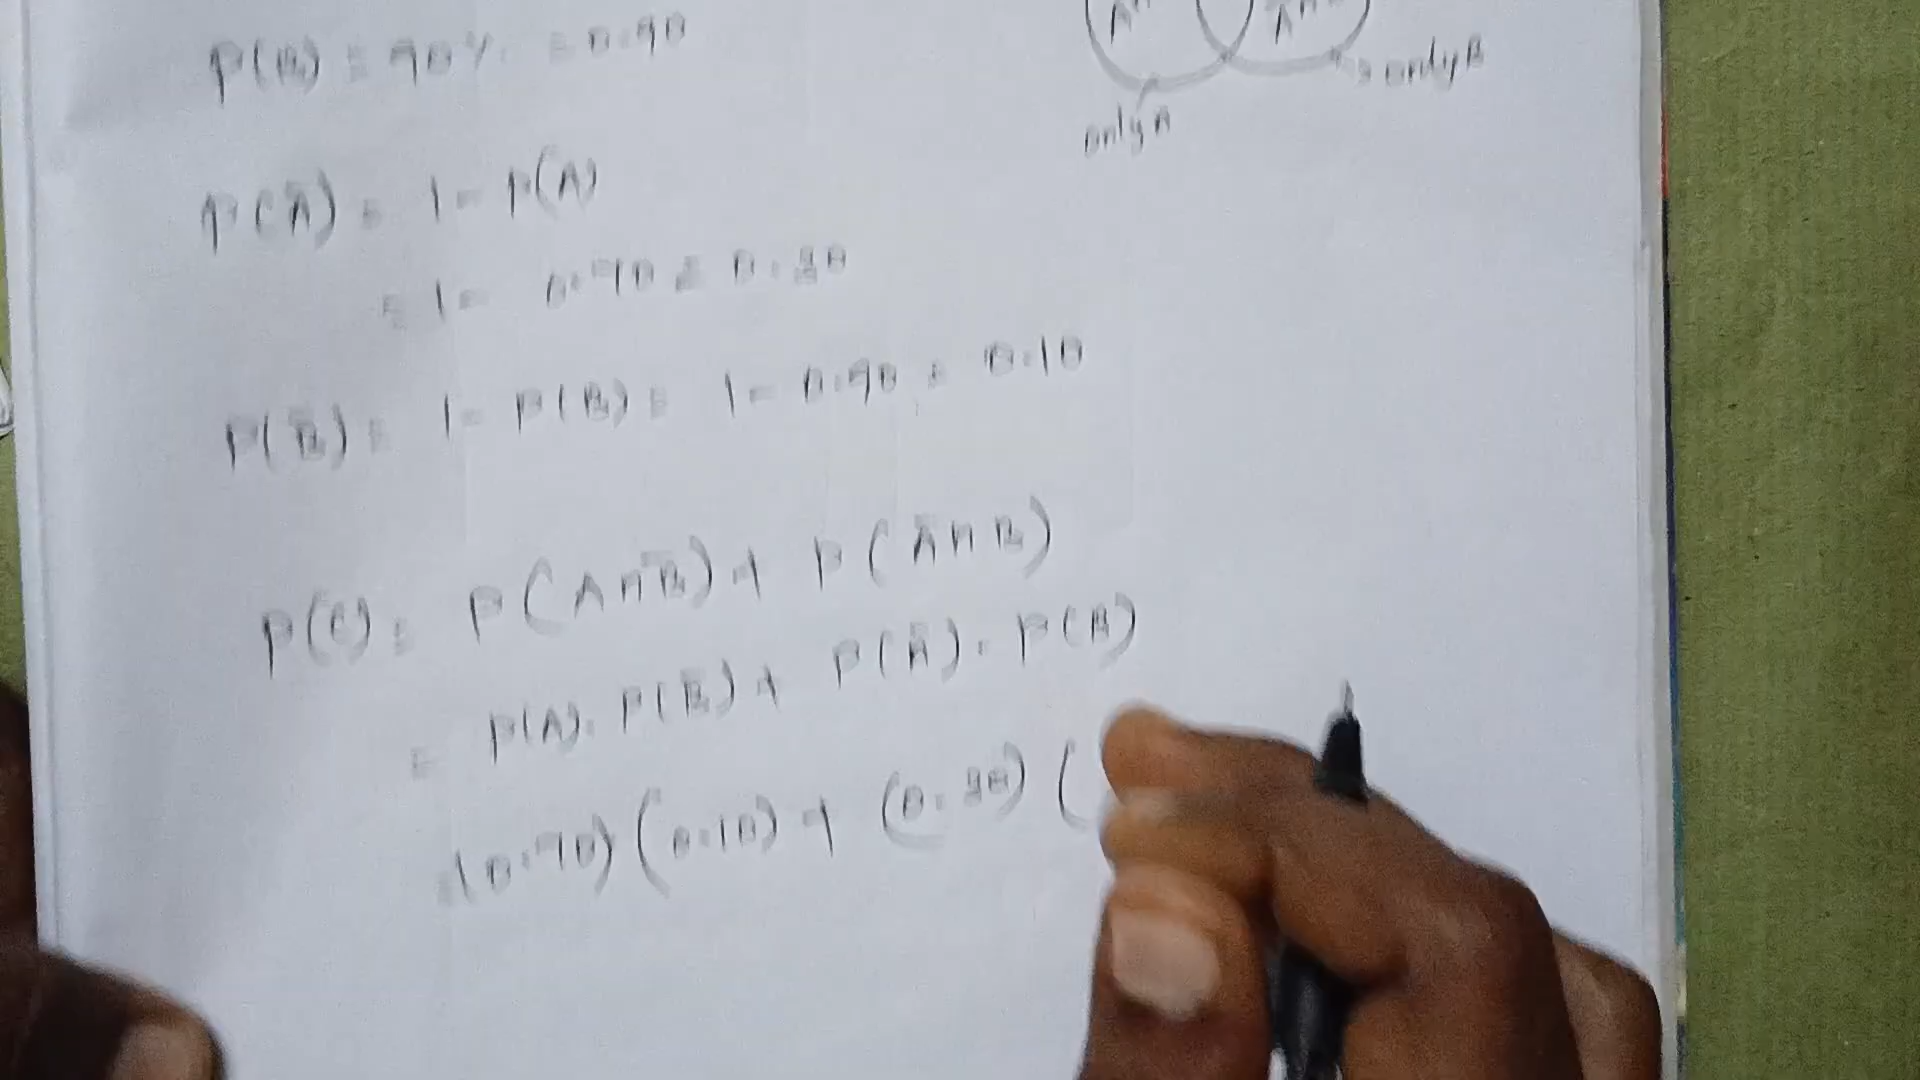 P(B) = 90% = 0.90
A∩ Ā∩
only B
only A
P(Ā) = 1 - P(A)
= 1 - 0.70 = 0.30
P(B̄) = 1 - P(B) = 1 - 0.90 = 0.10
P(C) = P(A∩B̄) + P(Ā∩B)
= P(A). P(B̄) + P(Ā). P(B)
(0.70) (0.10) + (0.30) (